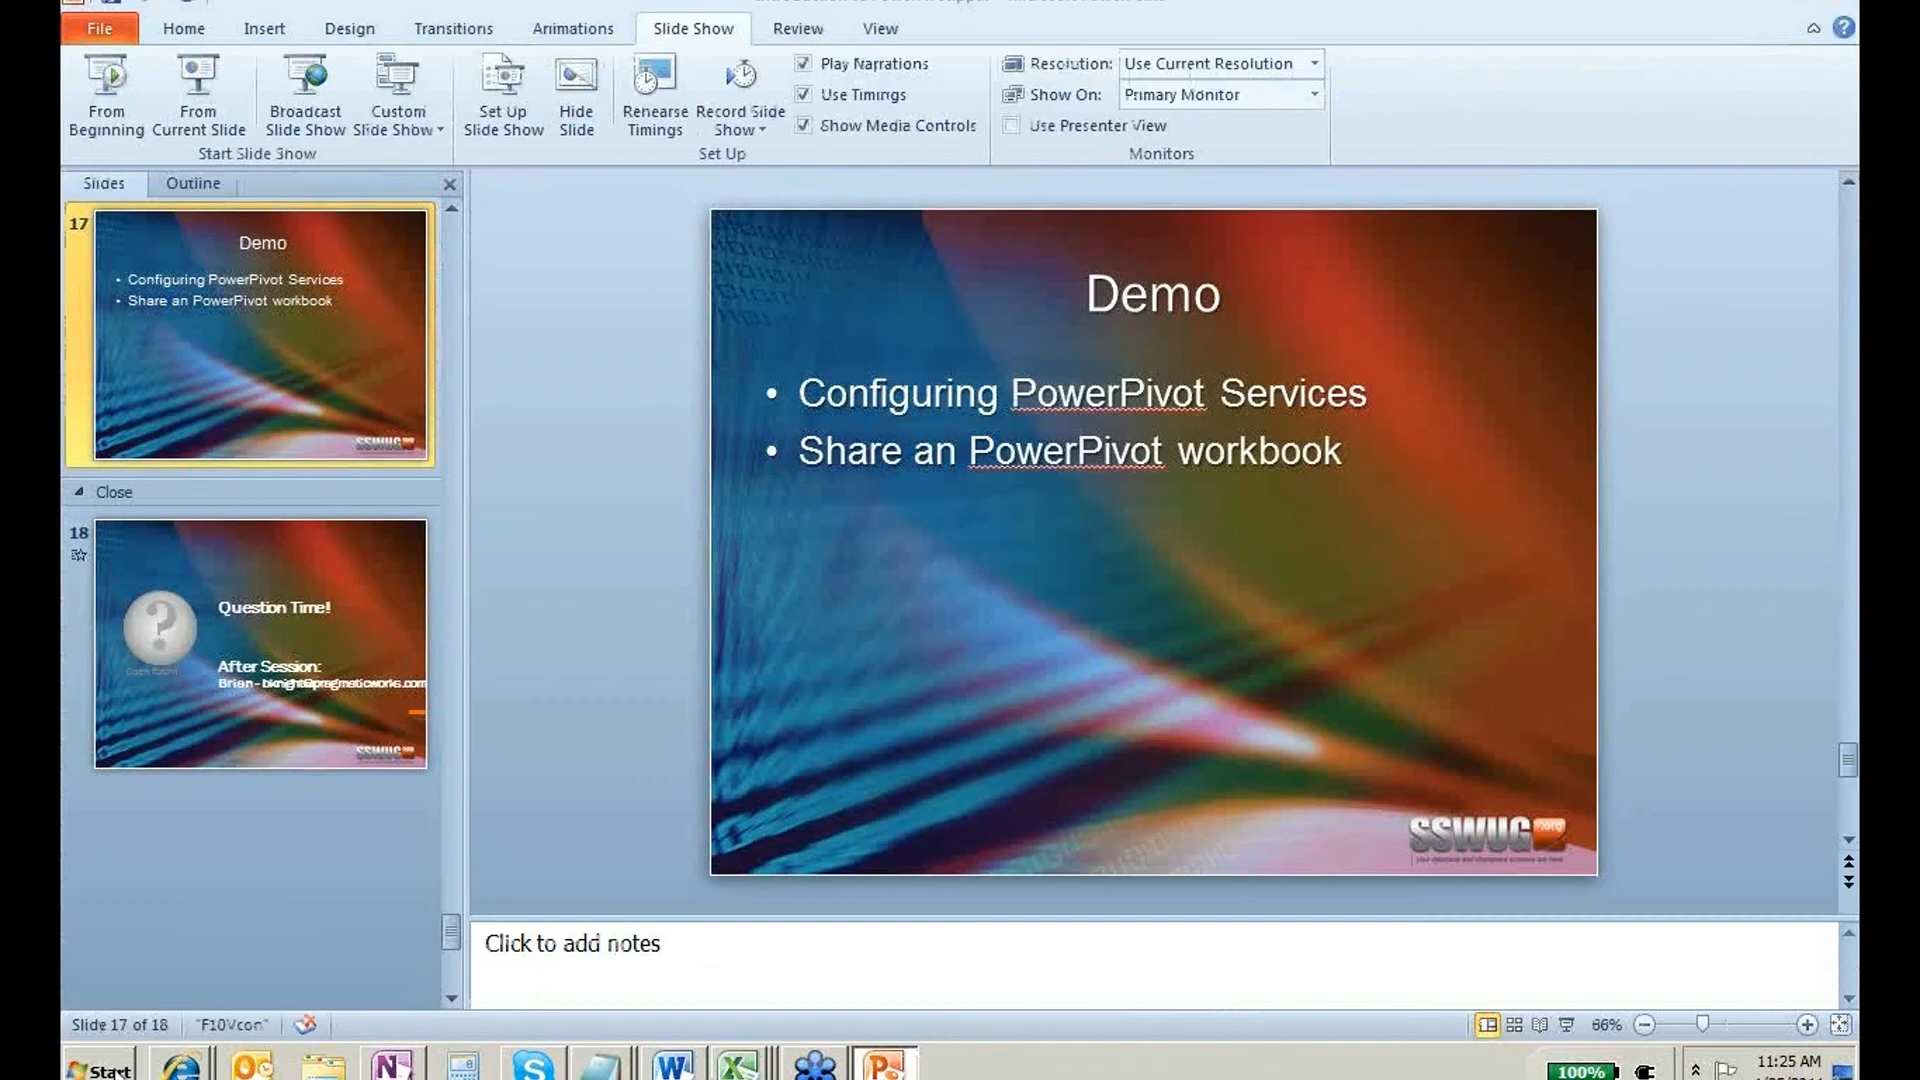 File Home Insert Design Transitions Animations Slide Show Review View
From Beginning
From Current Slide
Broadcast Slide Show
Custom Slide Show
Set Up Slide Show
Hide Slide
Rehearse Timings
Record Slide Show
Play Narrations
Use Timings
Show Media Controls
Resolution: Use Current Resolution
Show On: Primary Monitor
Use Presenter View
Start Slide Show
Set Up
Monitors
Slides Outline
17
Demo
• Configuring PowerPivot Services
• Share an PowerPivot workbook
SSWUG
Close
18
?
Question Time!
After Session:
SSWUG
Demo
• Configuring PowerPivot Services
• Share an PowerPivot workbook
SSWUG .org
Click to add notes
Slide 17 of 18 "F10Vcon" 66%
Start
100%
11:25 AM